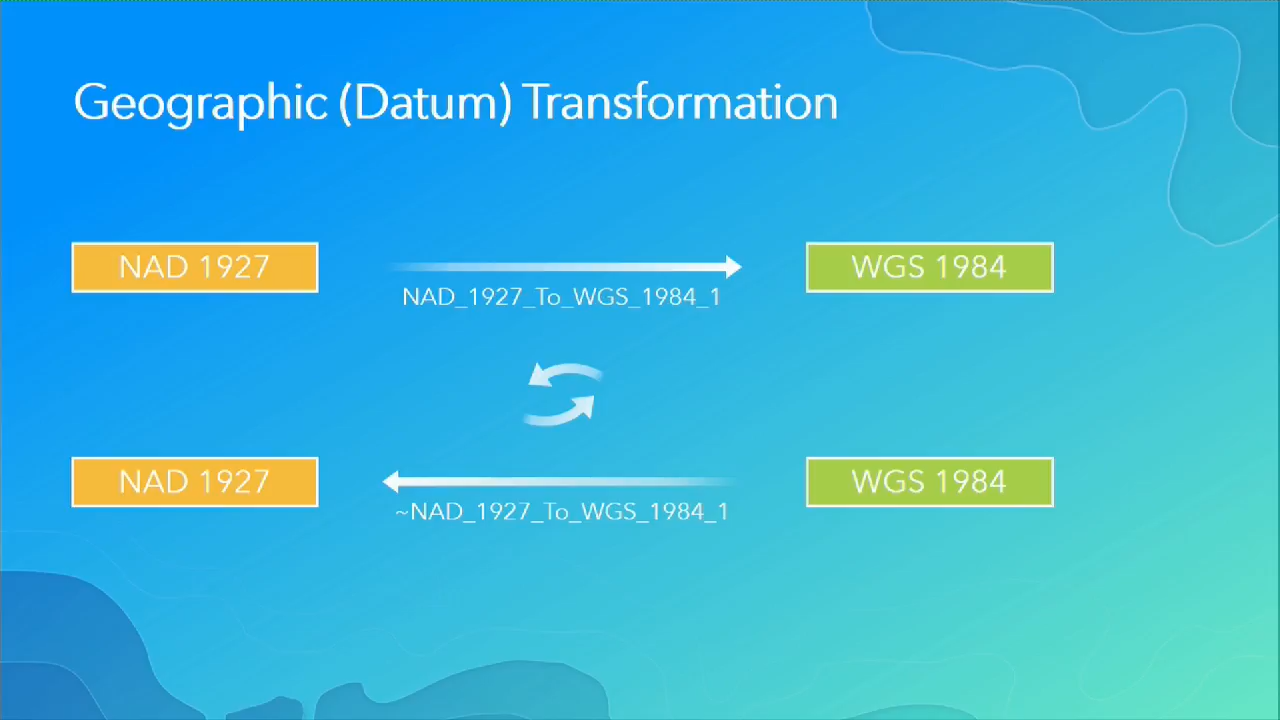 Geographic (Datum) Transformation
NAD 1927
WGS 1984
NAD_1927_To_WGS_1984_1
NAD 1927
WGS 1984
~NAD_1927_To_WGS_1984_1